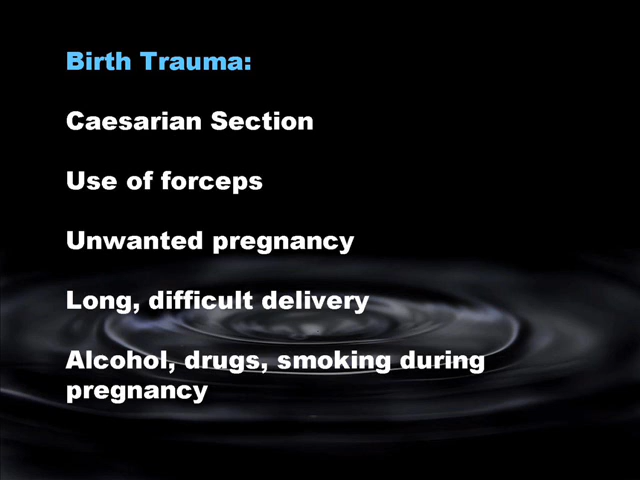 Birth Trauma:
Caesarian Section
Use of forceps
Unwanted pregnancy
Long, difficult delivery
Alcohol, drugs, smoking during
pregnancy